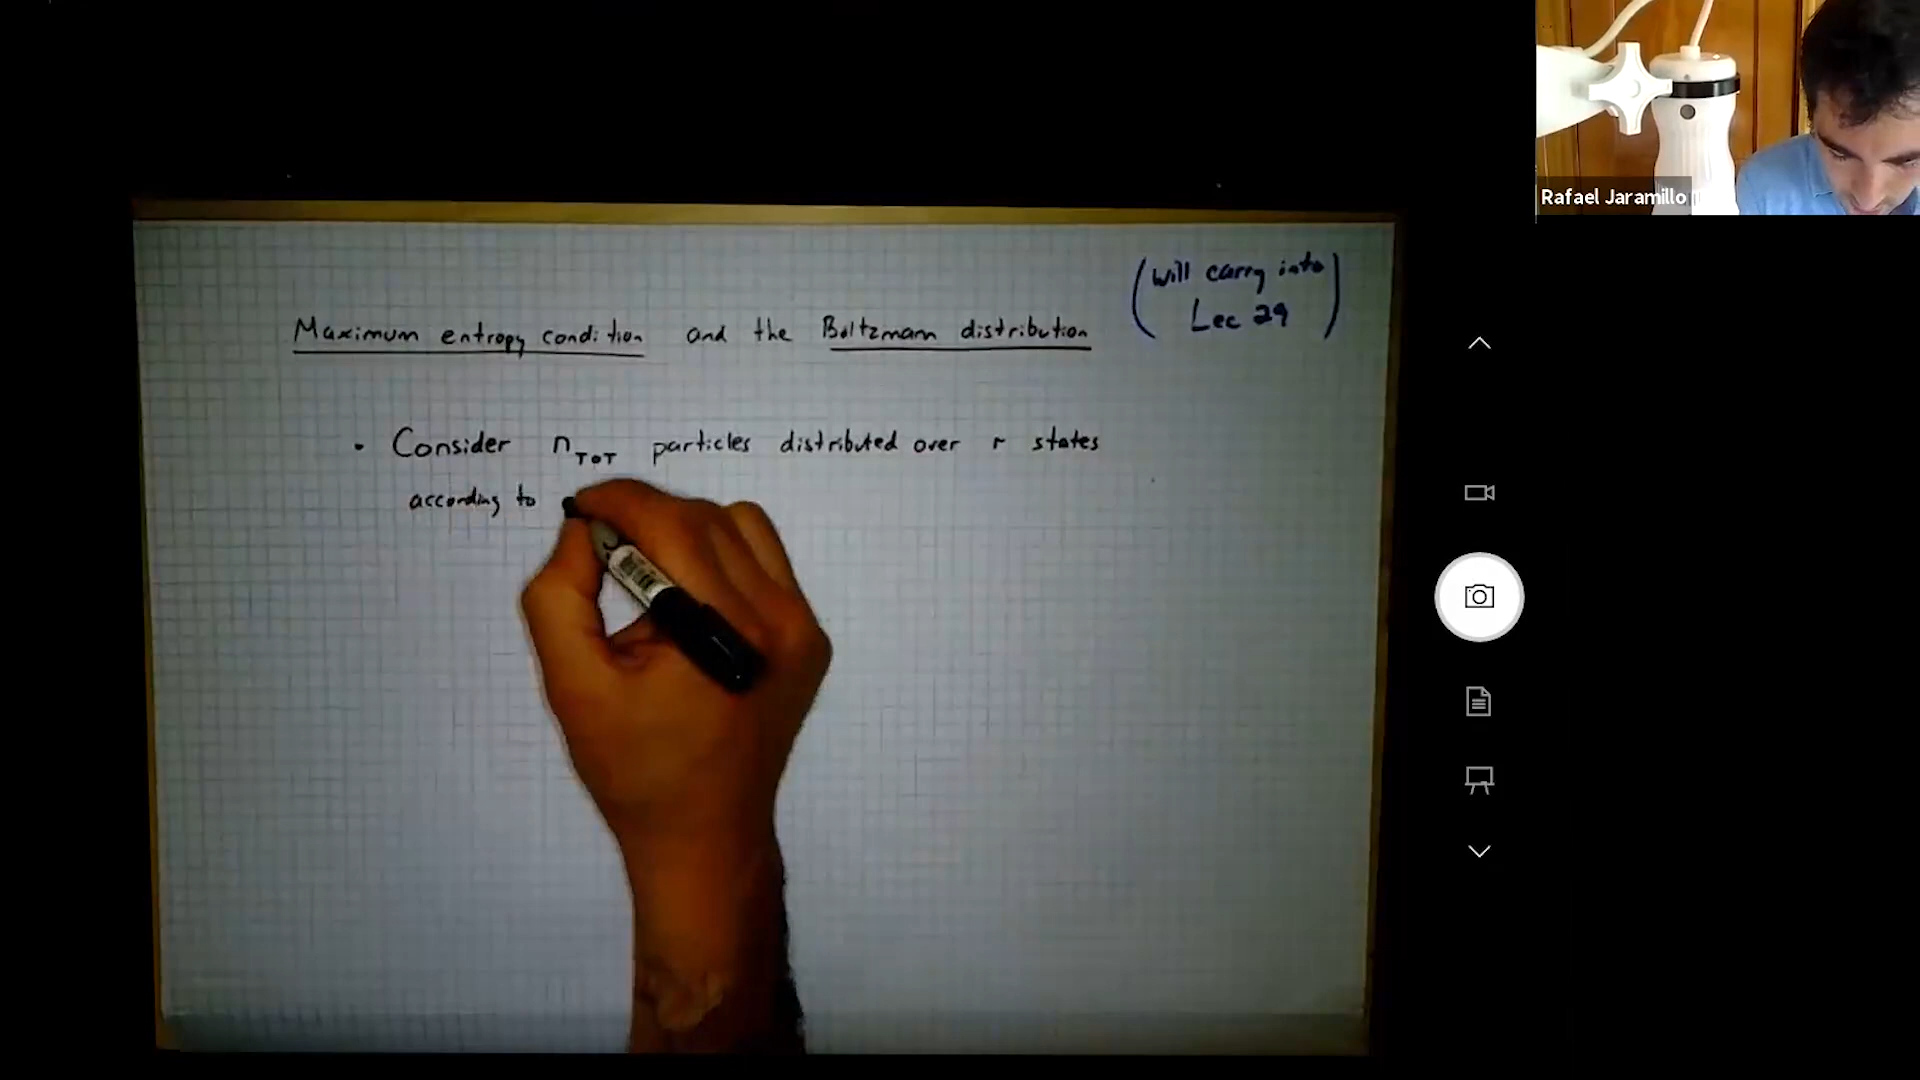 Rafael Jaramillo
(will carry into
Lec 29)
Maximum entropy condition and the Boltzmann distribution
• Consider n_TOT particles distributed over r states
according to